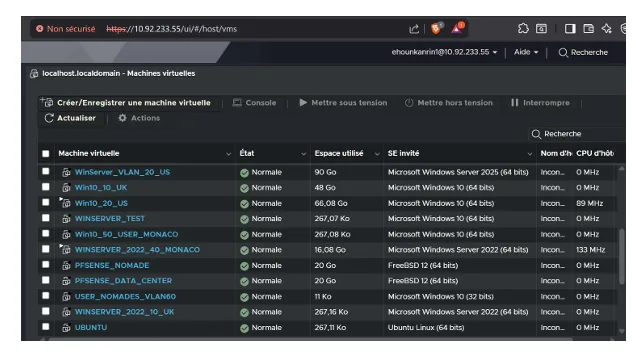 Non sécurisé https://10.92.233.55/ui/#/host/vms
ehounkanrin1@10.92.233.55 Aide Recherche
localhost.localdomain - Machines virtuelles
Créer/Enregistrer une machine virtuelle Console Mettre sous tension Mettre hors tension Interrompre
Actualiser Actions
Recherche
Machine virtuelle État Espace utilisé SE invité Nom d'h CPU d'hôt
WinServer_VLAN_20_US Normale 90 Go Microsoft Windows Server 2025 (64 bits) Incon... 0 MHz
Win10_10_UK Normale 48 Go Microsoft Windows 10 (64 bits) Incon... 0 MHz
Win10_20_US Normale 66,08 Go Microsoft Windows 10 (64 bits) Incon... 89 MHz
WINSERVER_TEST Normale 267,07 Ko Microsoft Windows 10 (64 bits) Incon... 0 MHz
Win10_50_USER_MONACO Normale 267,08 Ko Microsoft Windows 10 (64 bits) Incon... 0 MHz
WINSERVER_2022_40_MONACO Normale 16,08 Go Microsoft Windows Server 2022 (64 bits) Incon... 133 MHz
PFSENSE_NOMADE Normale 20 Go FreeBSD 12 (64 bits) Incon... 0 MHz
PFSENSE_DATA_CENTER Normale 20 Go FreeBSD 12 (64 bits) Incon... 0 MHz
USER_NOMADES_VLAN60 Normale 11 Ko Microsoft Windows 10 (32 bits) Incon... 0 MHz
WINSERVER_2022_10_UK Normale 267,16 Ko Microsoft Windows Server 2022 (64 bits) Incon... 0 MHz
UBUNTU Normale 267,11 Ko Ubuntu Linux (64 bits) Incon... 0 MHz